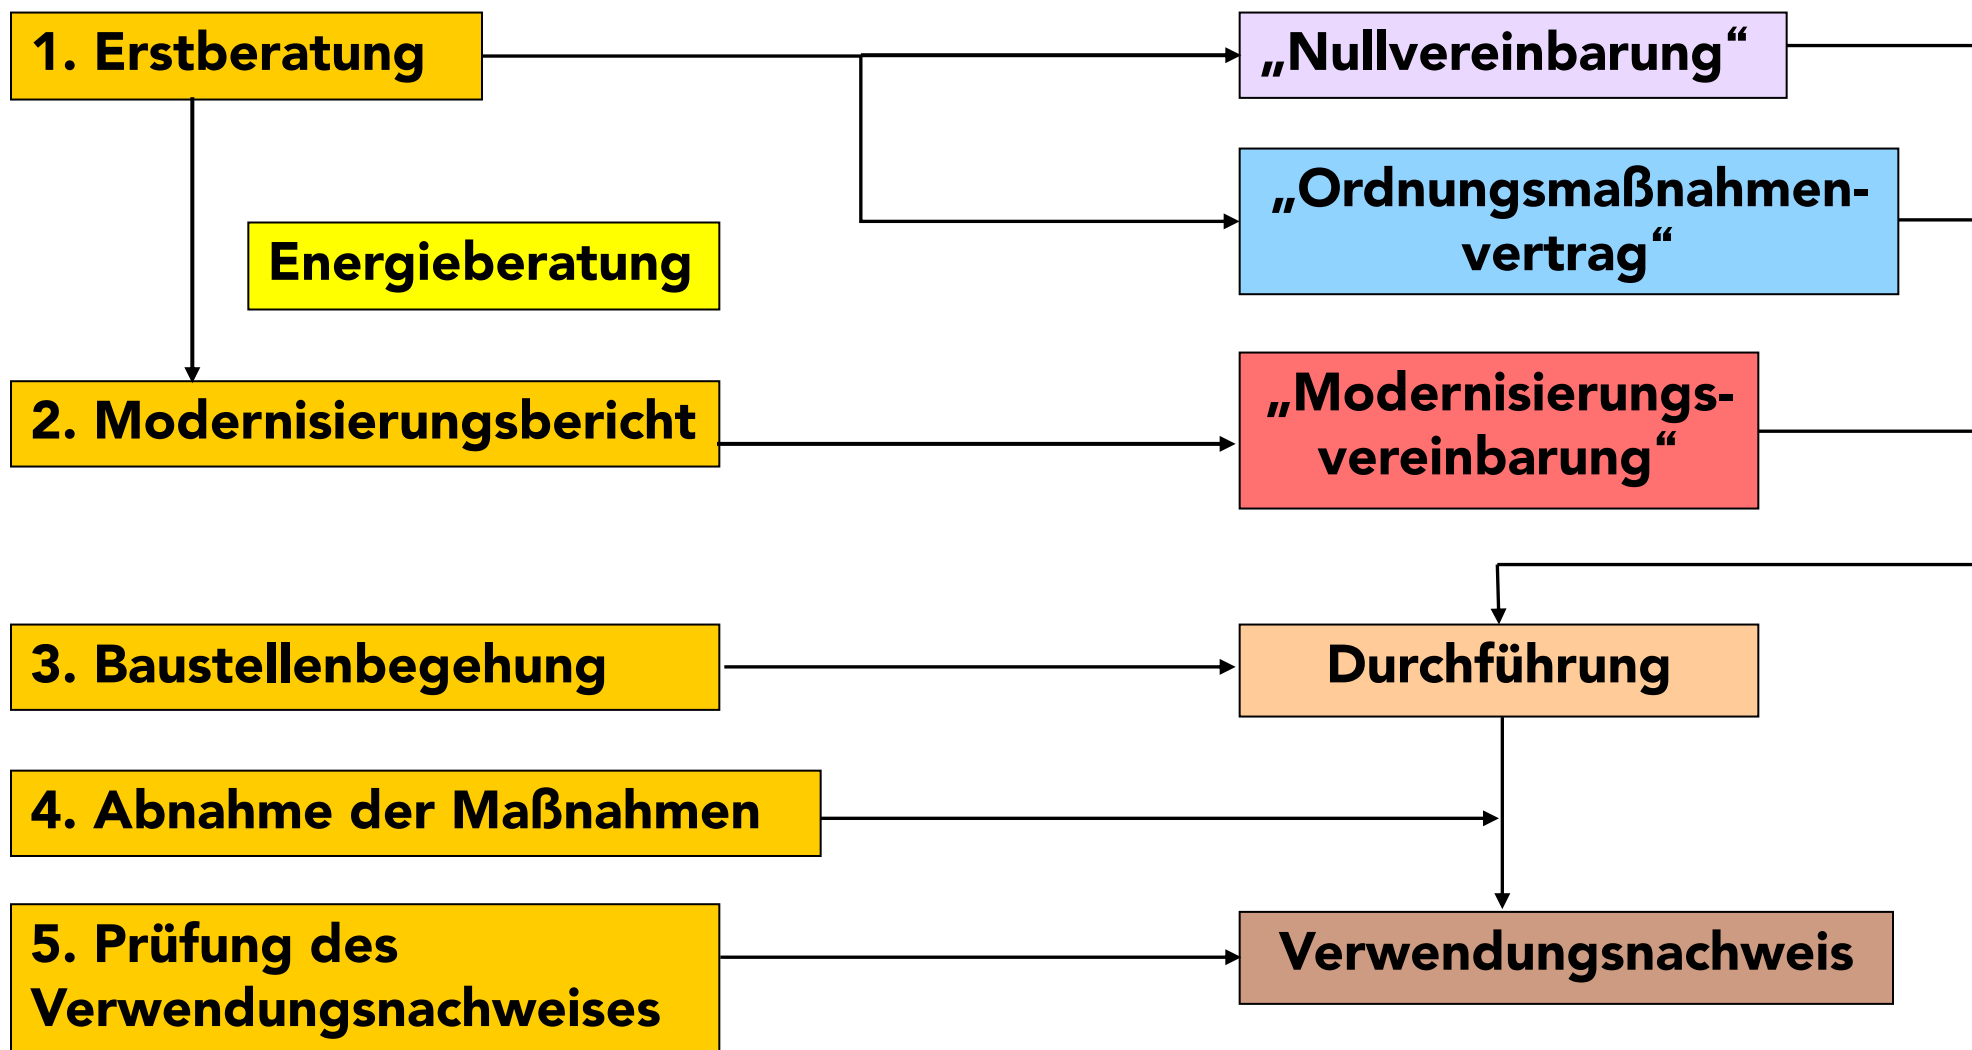 1. Erstberatung
„Nullvereinbarung“
„Ordnungsmaßnahmen-
vertrag“
Energieberatung
2. Modernisierungsbericht
„Modernisierungs-
vereinbarung“
3. Baustellenbegehung
Durchführung
4. Abnahme der Maßnahmen
5. Prüfung des
Verwendungsnachweises
Verwendungsnachweis